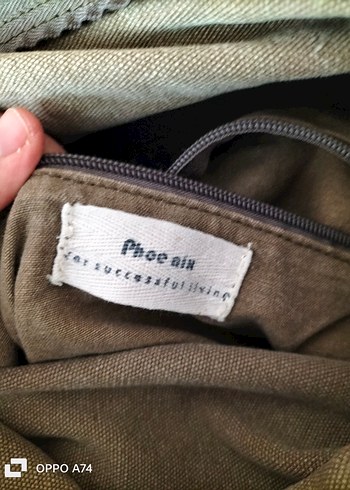 Phoenix
for successful living
OPPO A74